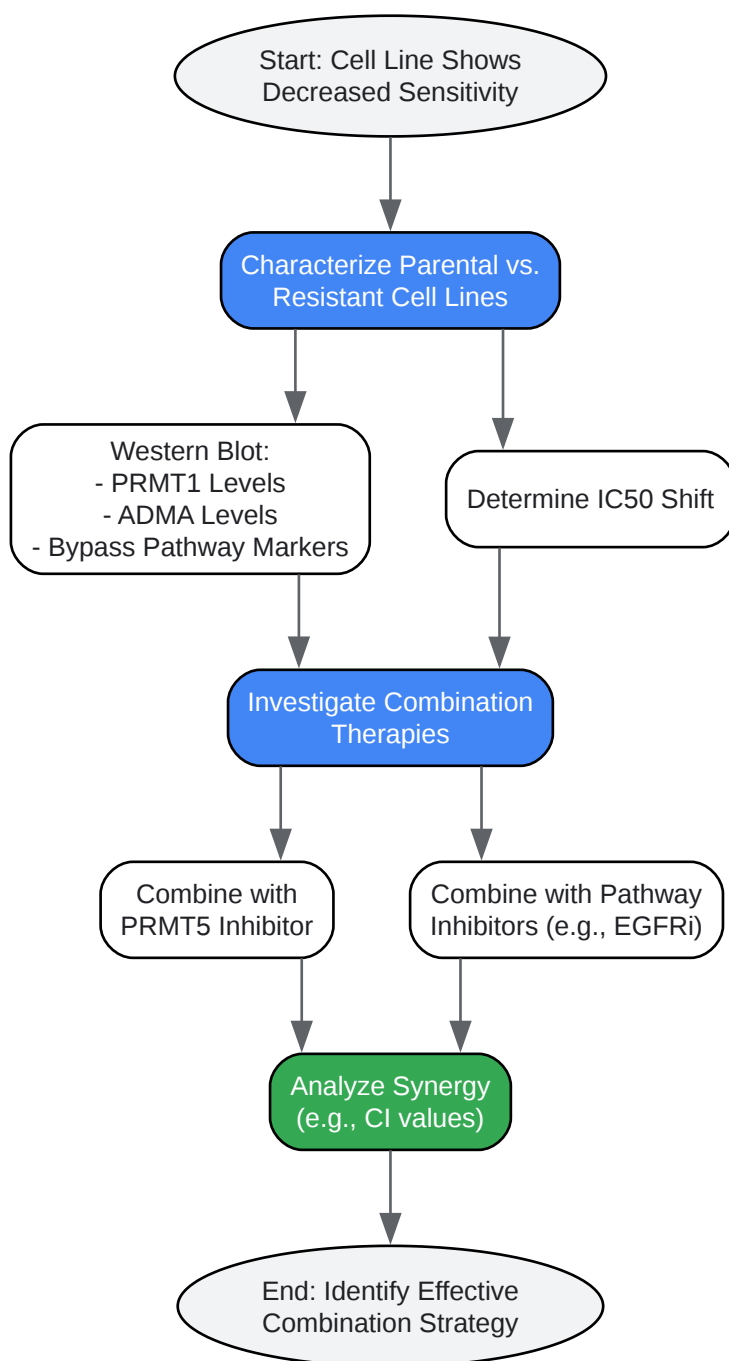 Start: Cell Line Shows
Decreased Sensitivity
Characterize Parental vs.
Resistant Cell Lines
Western Blot:
- PRMT1 Levels
- ADMA Levels
- Bypass Pathway Markers
Determine IC50 Shift
Investigate Combination
Therapies
Combine with
PRMT5 Inhibitor
Combine with Pathway
Inhibitors (e.g., EGFRi)
Analyze Synergy
(e.g., CI values)
End: Identify Effective
Combination Strategy